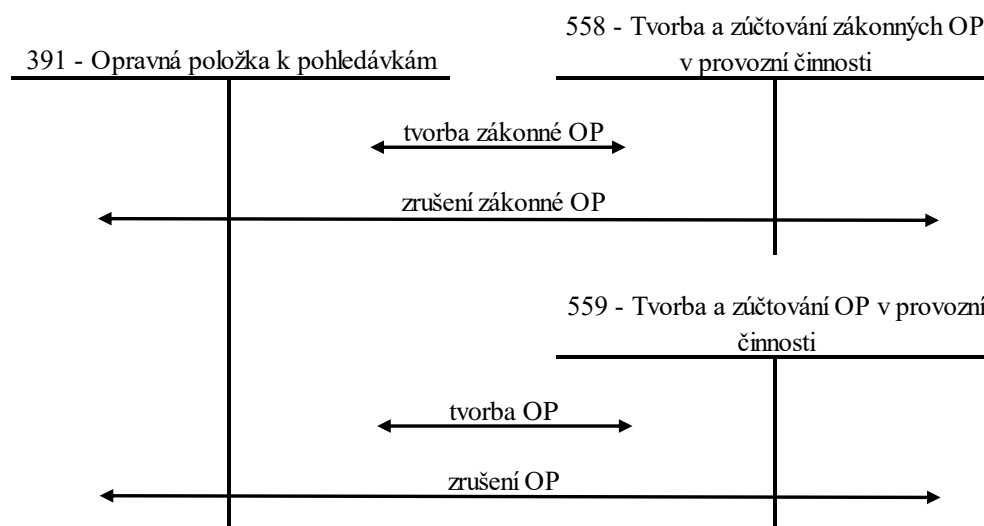 558 - Tvorba a zúčtování zákonných OP
v provozní činnosti
391 - Opravná položka k pohledávkám
tvorba zákonné OP
zrušení zákonné OP
559 - Tvorba a zúčtování OP v provozní
činnosti
tvorba OP
zrušení OP